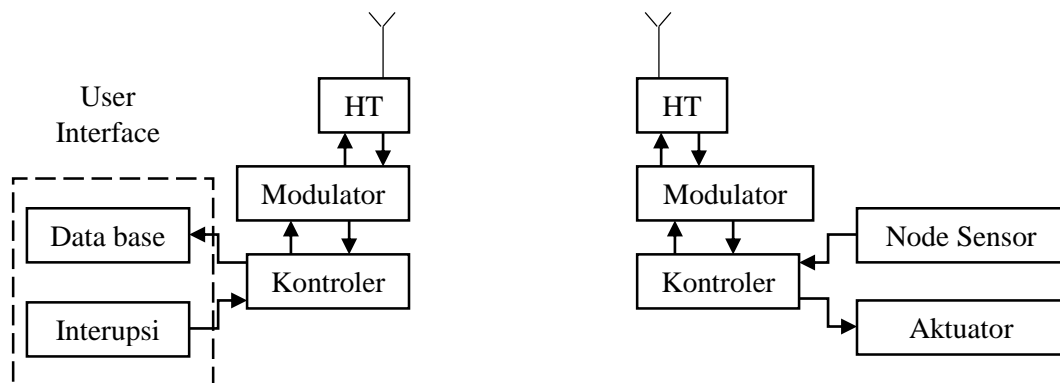 User
Interface
HT
Modulator
Data base
Kontroler
Interupsi
HT
Modulator
Node Sensor
Kontroler
Aktuator